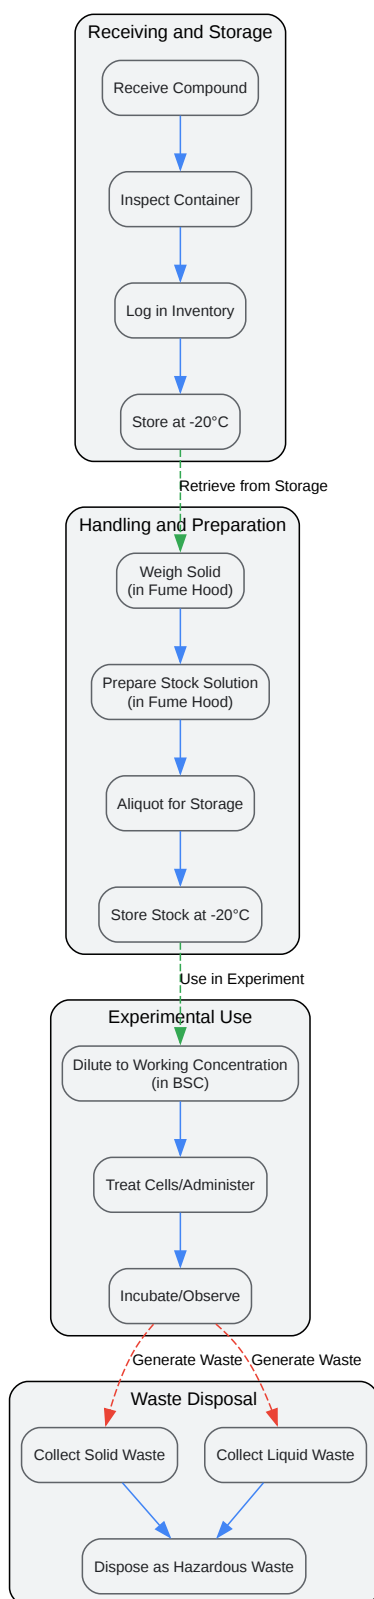 Receiving and Storage
Receive Compound
Inspect Container
Log in Inventory
Store at -20°C
Retrieve from Storage
Handling and Preparation
Weigh Solid
(in Fume Hood)
Prepare Stock Solution
(in Fume Hood)
Aliquot for Storage
Store Stock at -20°C
Use in Experiment
Experimental Use
Dilute to Working Concentration
(in BSC)
Treat Cells/Administer
Incubate/Observe
Generate Waste
Generate Waste
Waste Disposal
Collect Solid Waste
Collect Liquid Waste
Dispose as Hazardous Waste